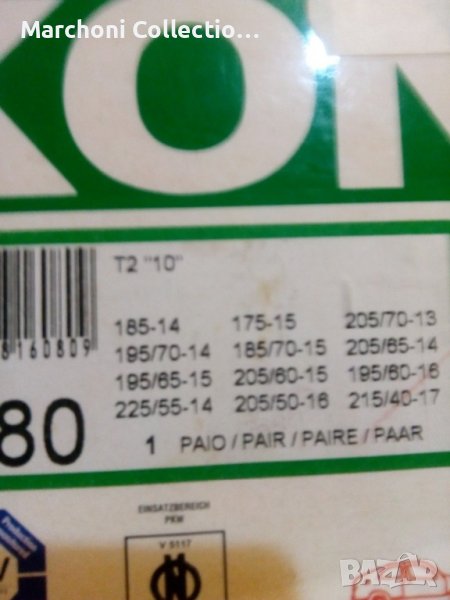 Marchoni Collectio...
KON
T2 "10"
8160809
185-14 175-15 205/70-13
195/70-14 185/70-15 205/65-14
195/65-15 205/60-15 195/60-16
225/55-14 205/50-16 215/40-17
80
1 PAIO / PAIR / PAIRE / PAAR
EINSATZBEREICH
PKW
V 5117
BAZAR